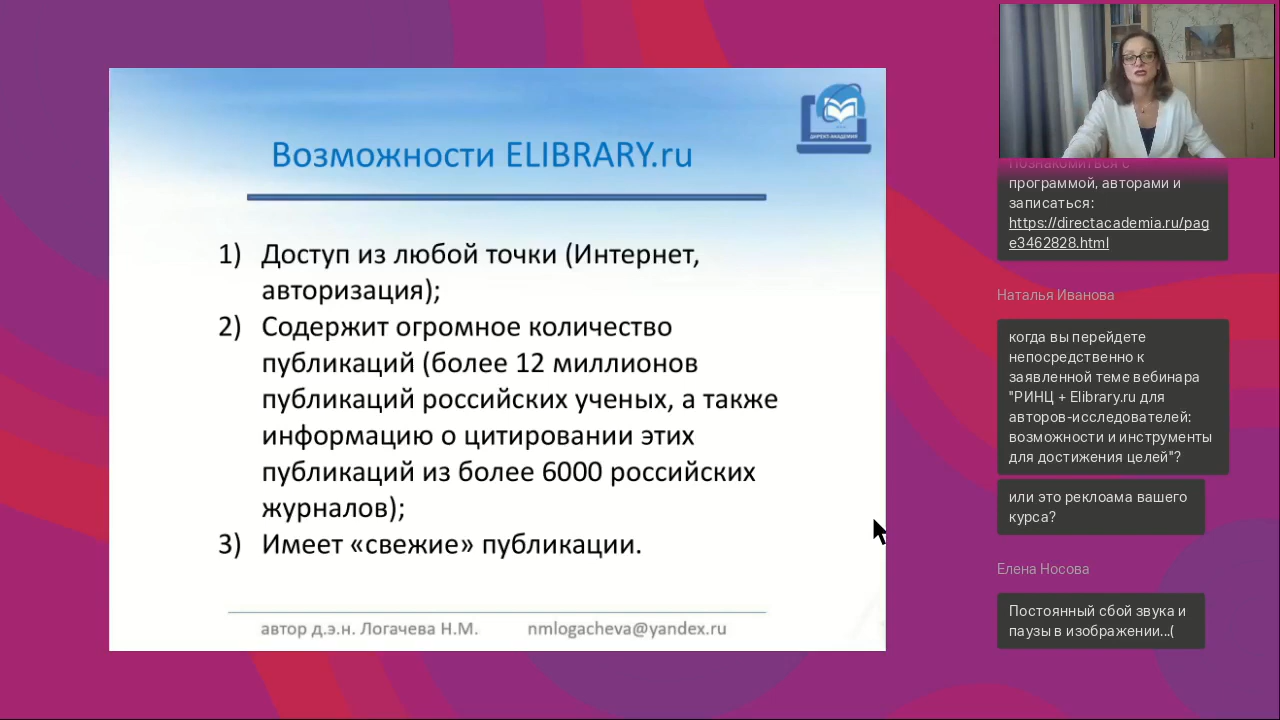 Возможности ELIBRARY.ru
ДИРЕКТ-АКАДЕМИЯ
1) Доступ из любой точки (Интернет,
авторизация);
2) Содержит огромное количество
публикаций (более 12 миллионов
публикаций российских ученых, а также
информацию о цитировании этих
публикаций из более 6000 российских
журналов);
3) Имеет «свежие» публикации.
автор д.э.н. Логачева Н.М. nmlogacheva@yandex.ru
Познакомиться с
программой, авторами и
записаться:
https://directacademia.ru/pag
e3462828.html
Наталья Иванова
когда вы перейдете
непосредственно к
заявленной теме вебинара
"РИНЦ + Elibrary.ru для
авторов-исследователей:
возможности и инструменты
для достижения целей"?
или это реклоама вашего
курса?
Елена Носова
Постоянный сбой звука и
паузы в изображении...(